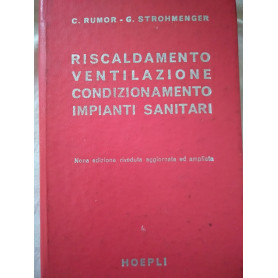 C. RUMOR - G. STROHMENGER
RISCALDAMENTO
VENTILAZIONE
CONDIZIONAMENTO
IMPIANTI SANITARI
Nona edizione riveduta aggiornata ed ampliata
HOEPLI